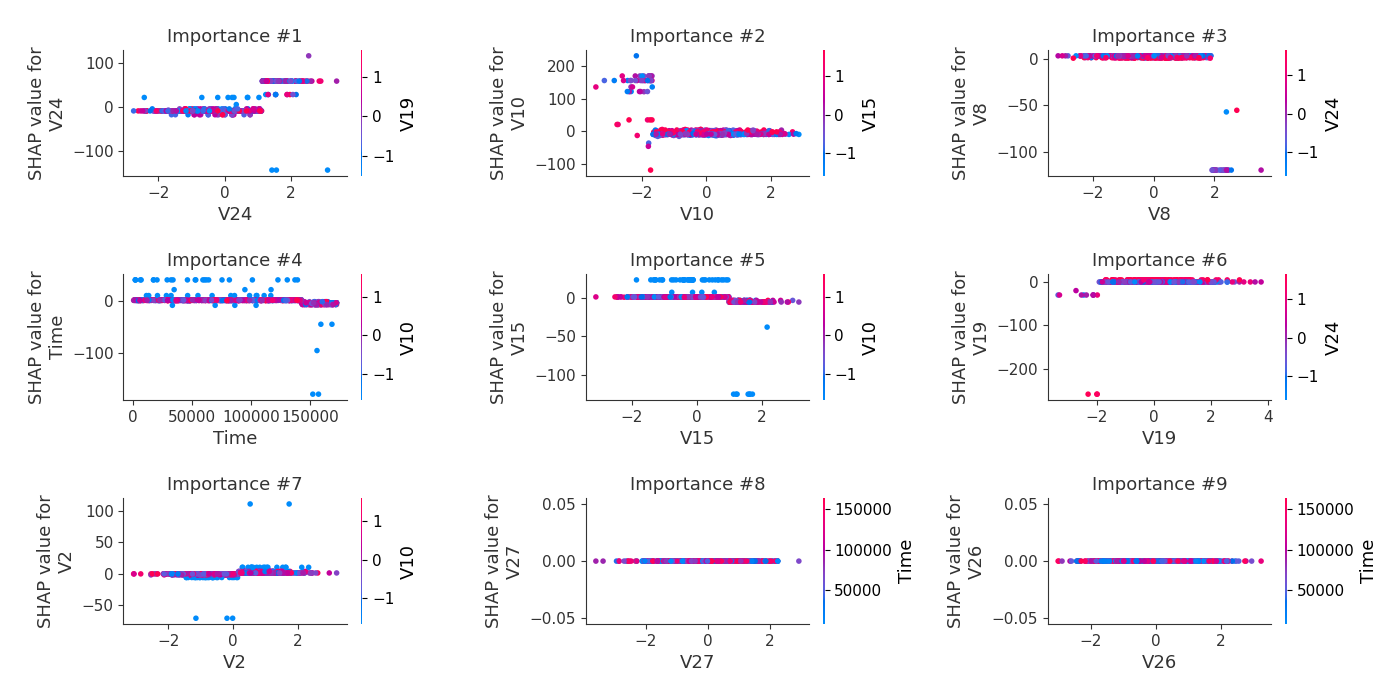 Importance #1
Importance #2
Importance #3
SHAP value for
V24
100
0
−100
−2
0
2
V24
1
0
−1
V19
SHAP value for
V10
200
100
0
−100
−2
0
2
V10
1
0
−1
V15
SHAP value for
V8
0
−50
−100
−2
0
2
V8
1
0
−1
V24
Importance #4
Importance #5
Importance #6
SHAP value for
Time
0
−100
0
50000
100000
150000
Time
1
0
−1
V10
SHAP value for
V15
0
−50
−100
−2
0
2
V15
1
0
−1
V10
SHAP value for
V19
0
−100
−200
−2
0
2
4
V19
1
0
−1
V24
Importance #7
Importance #8
Importance #9
SHAP value for
V2
100
50
0
−50
−2
0
2
V2
1
0
−1
V10
SHAP value for
V27
0.05
0.00
−0.05
−2
0
2
V27
150000
100000
50000
Time
SHAP value for
V26
0.05
0.00
−0.05
−2
0
2
V26
150000
100000
50000
Time